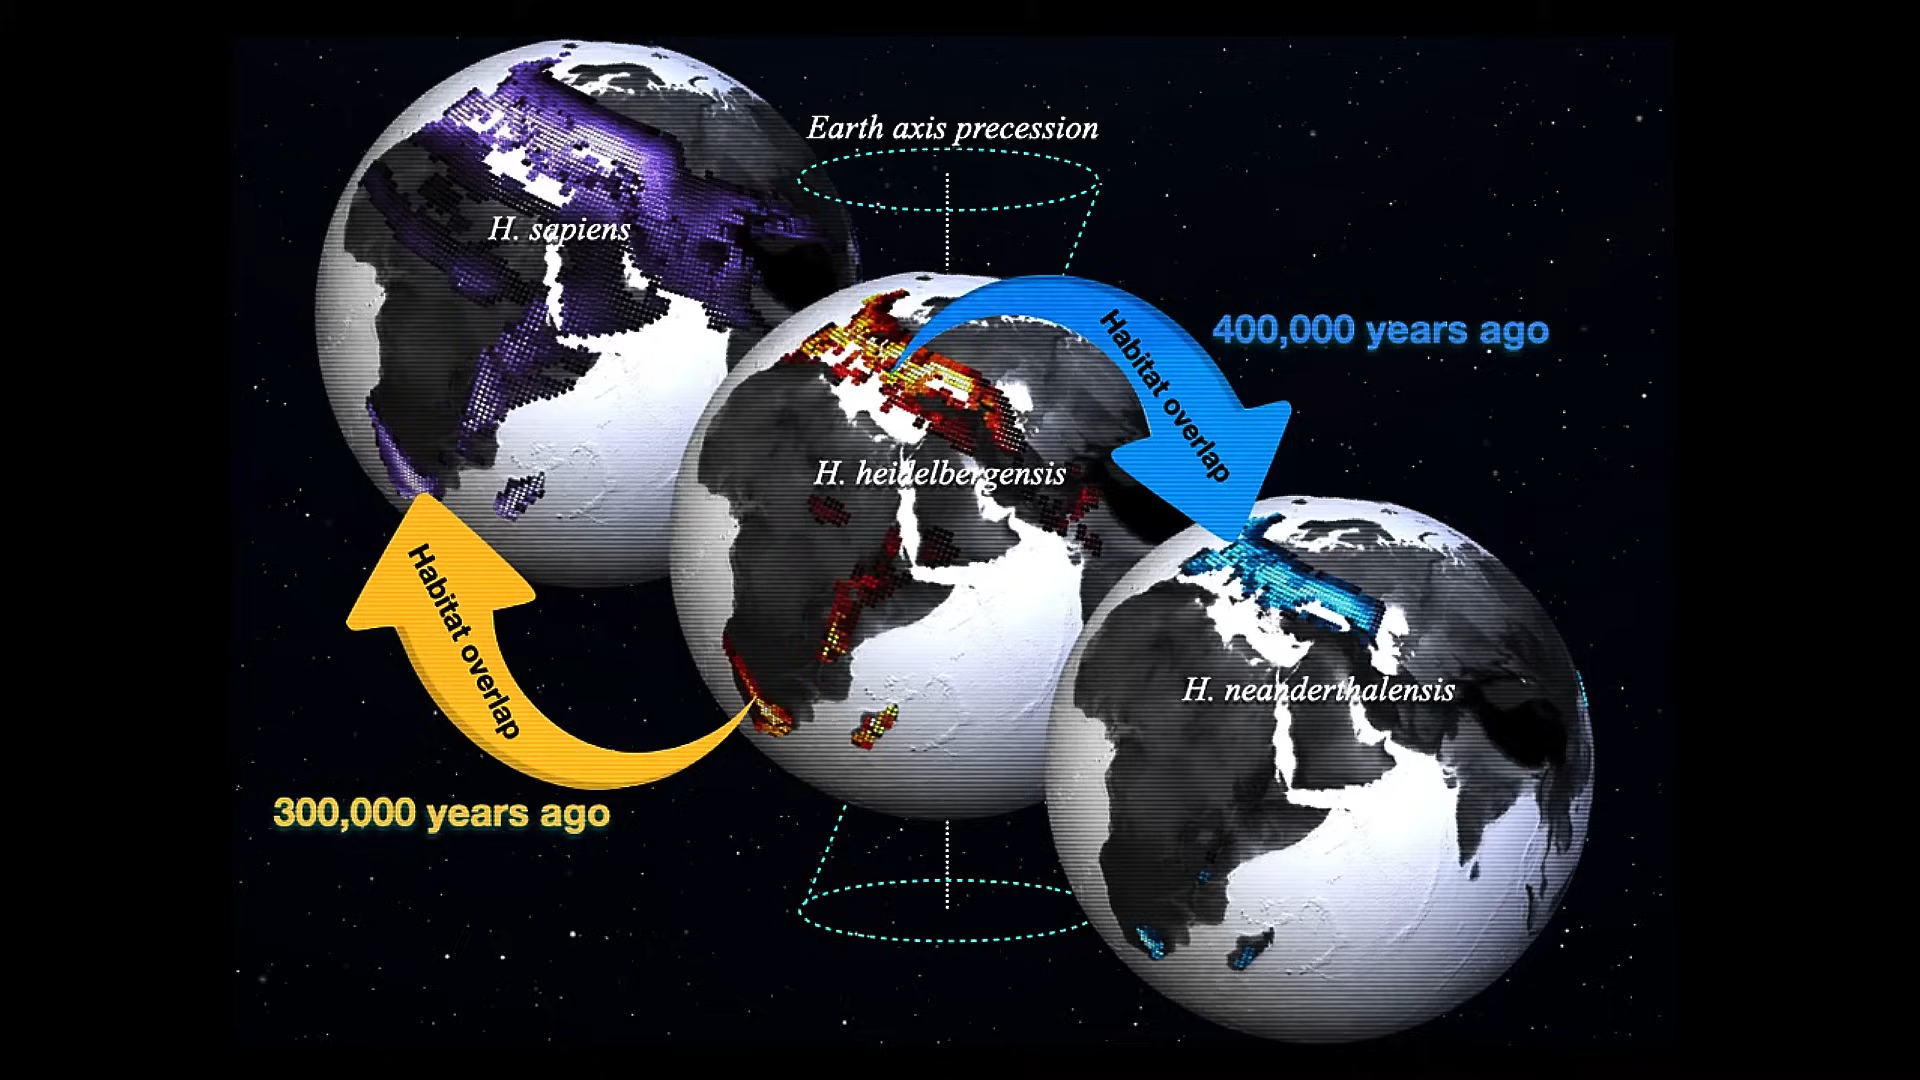 Earth axis precession
H. sapiens
400,000 years ago
Habitat overlap
H. heidelbergensis
Habitat overlap
H. neanderthalensis
300,000 years ago